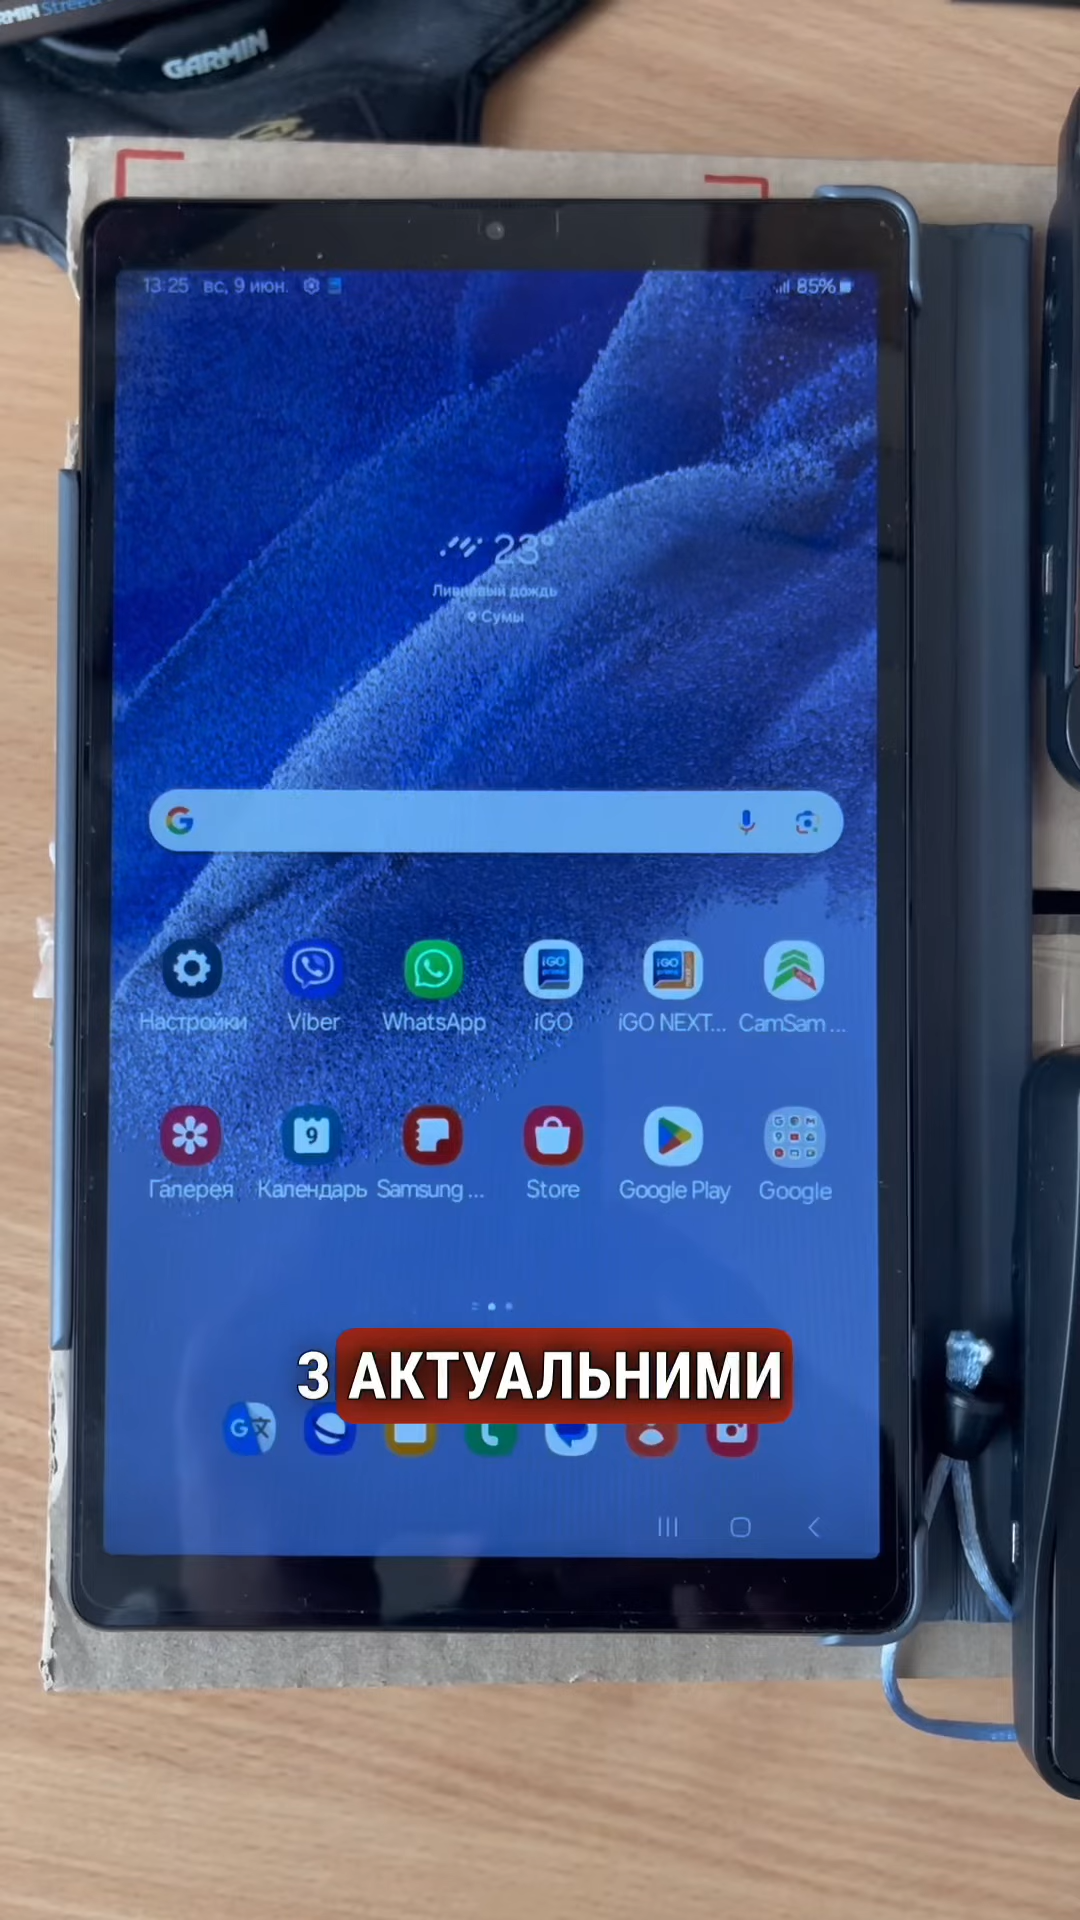 GARMIN
13:25 вс, 9 июн.
85%
23°
Ливневый дождь
Сумы
Настройки Viber WhatsApp iGO iGO NEXT... CamSam ...
9
Галерея Календарь Samsung ... Store Google Play Google
З АКТУАЛЬНИМИ